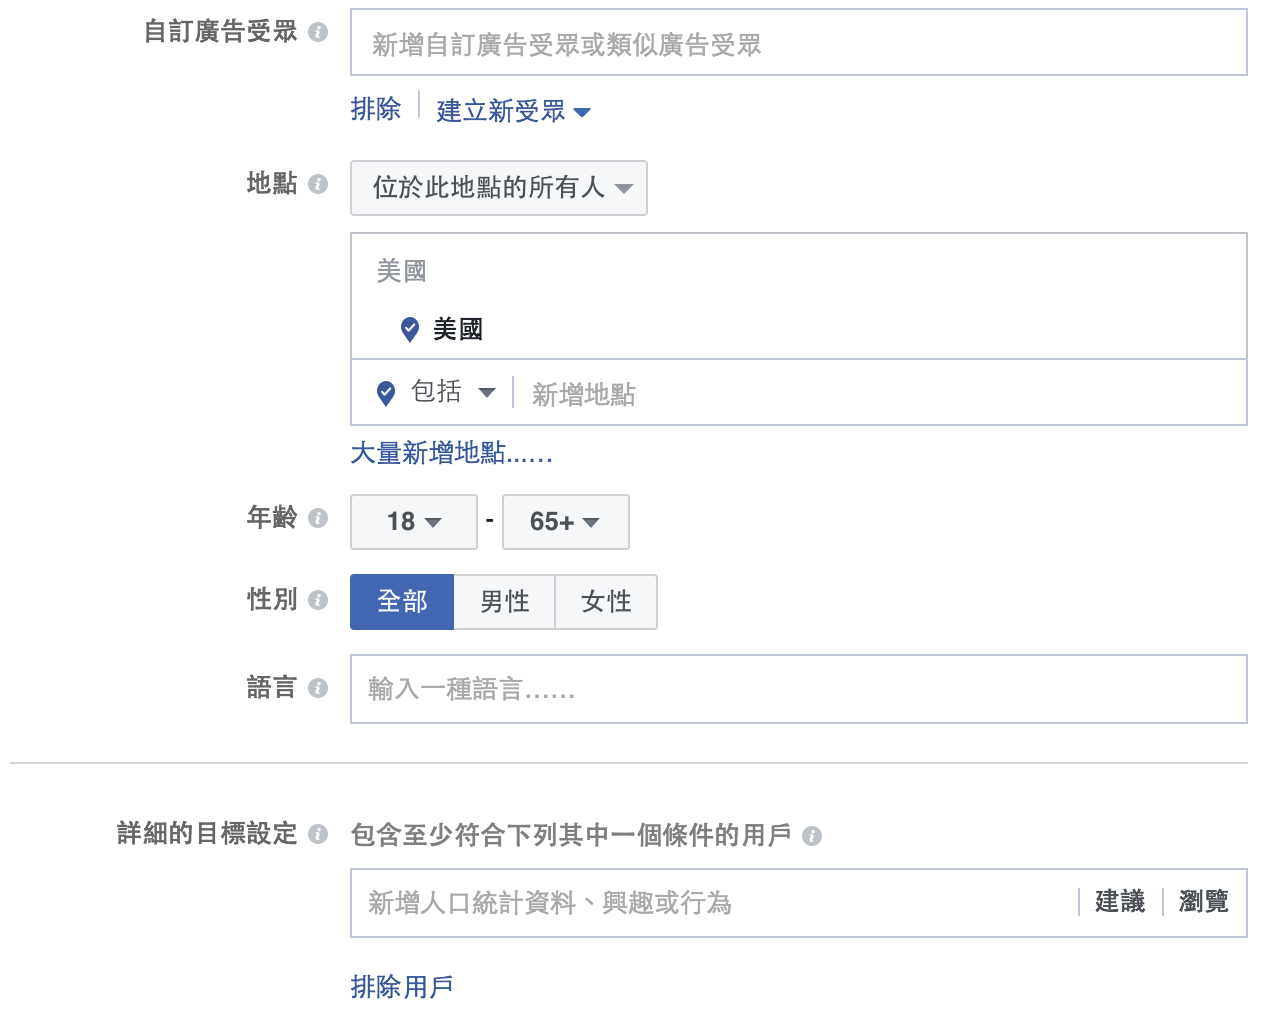 自訂廣告受眾
新增自訂廣告受眾或類似廣告受眾
排除
建立新受眾
地點
位於此地點的所有人
美國
美國
包括
新增地點
大量新增地點...…
年齡
18 - 65+
性別
全部 男性 女性
語言
輸入一種語言……
詳細的目標設定
包含至少符合下列其中一個條件的用戶
新增人口統計資料、興趣或行為
建議
瀏覽
排除用戶